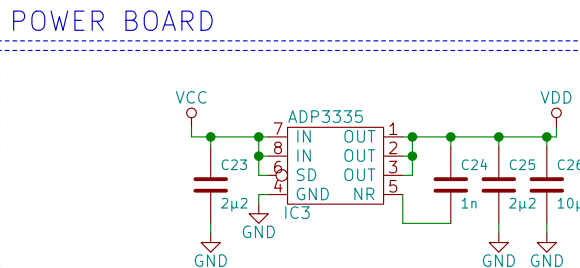 POWER BOARD
VCC
VDD
ADP3335
7 IN OUT 1
8 IN OUT 2
6 SD OUT 3
4 GND NR 5
IC3
C23
2µ2
C24
1n
C25
2µ2
C26
10µ
GND
GND
GND
GND